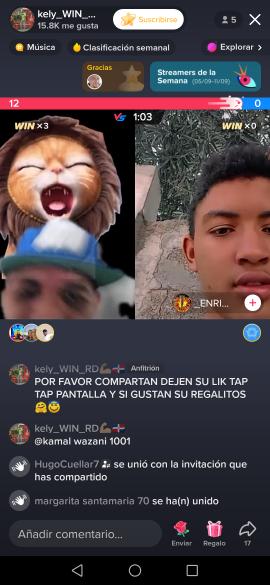 kely_WIN_...
15.8K me gusta
Suscribirse
5
Música
Clasificación semanal
Explorar >
Gracias
Streamers de la
Semana (05/09-11/09)
12
0
WIN ×3
VS 1:03
WIN ×0
_ENRI...
kely_WIN_RD Anfitrión
POR FAVOR COMPARTAN DEJEN SU LIK TAP
TAP PANTALLA Y SI GUSTAN SU REGALITOS
kely_WIN_RD
@kamal wazani 1001
HugoCuellar7 se unió con la invitación que
has compartido
margarita santamaria 70 se ha(n) unido
Añadir comentario...
Enviar
Regalo
17